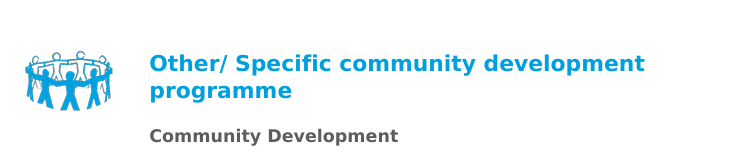 Other/ Specific community development
programme
Community Development